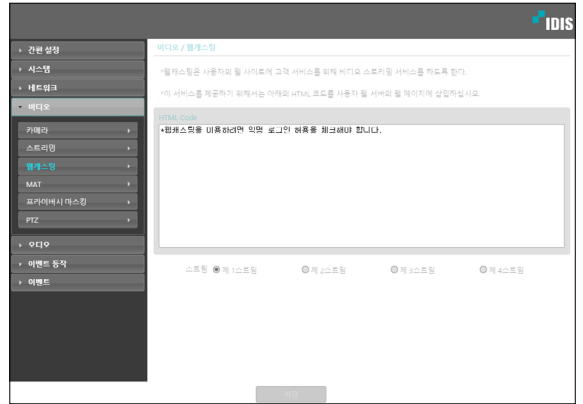 IDIS
간편 설정
시스템
네트워크
비디오
카메라
스트리밍
웹캐스팅
MAT
프라이버시 마스킹
PTZ
오디오
이벤트 동작
이벤트
비디오 / 웹캐스팅
*웹캐스팅은 사용자의 웹 사이트에 고객 서비스를 위해 비디오 스트리밍 서비스를 하도록 한다.
*이 서비스를 제공하기 위해서는 아래의 HTML 코드를 사용자 웹 서버의 웹 페이지에 삽입하십시오.
HTML Code
*웹캐스팅을 이용하려면 익명 로그인 허용을 체크해야 합니다.
스트림 제 1스트림 제 2스트림 제 3스트림 제 4스트림